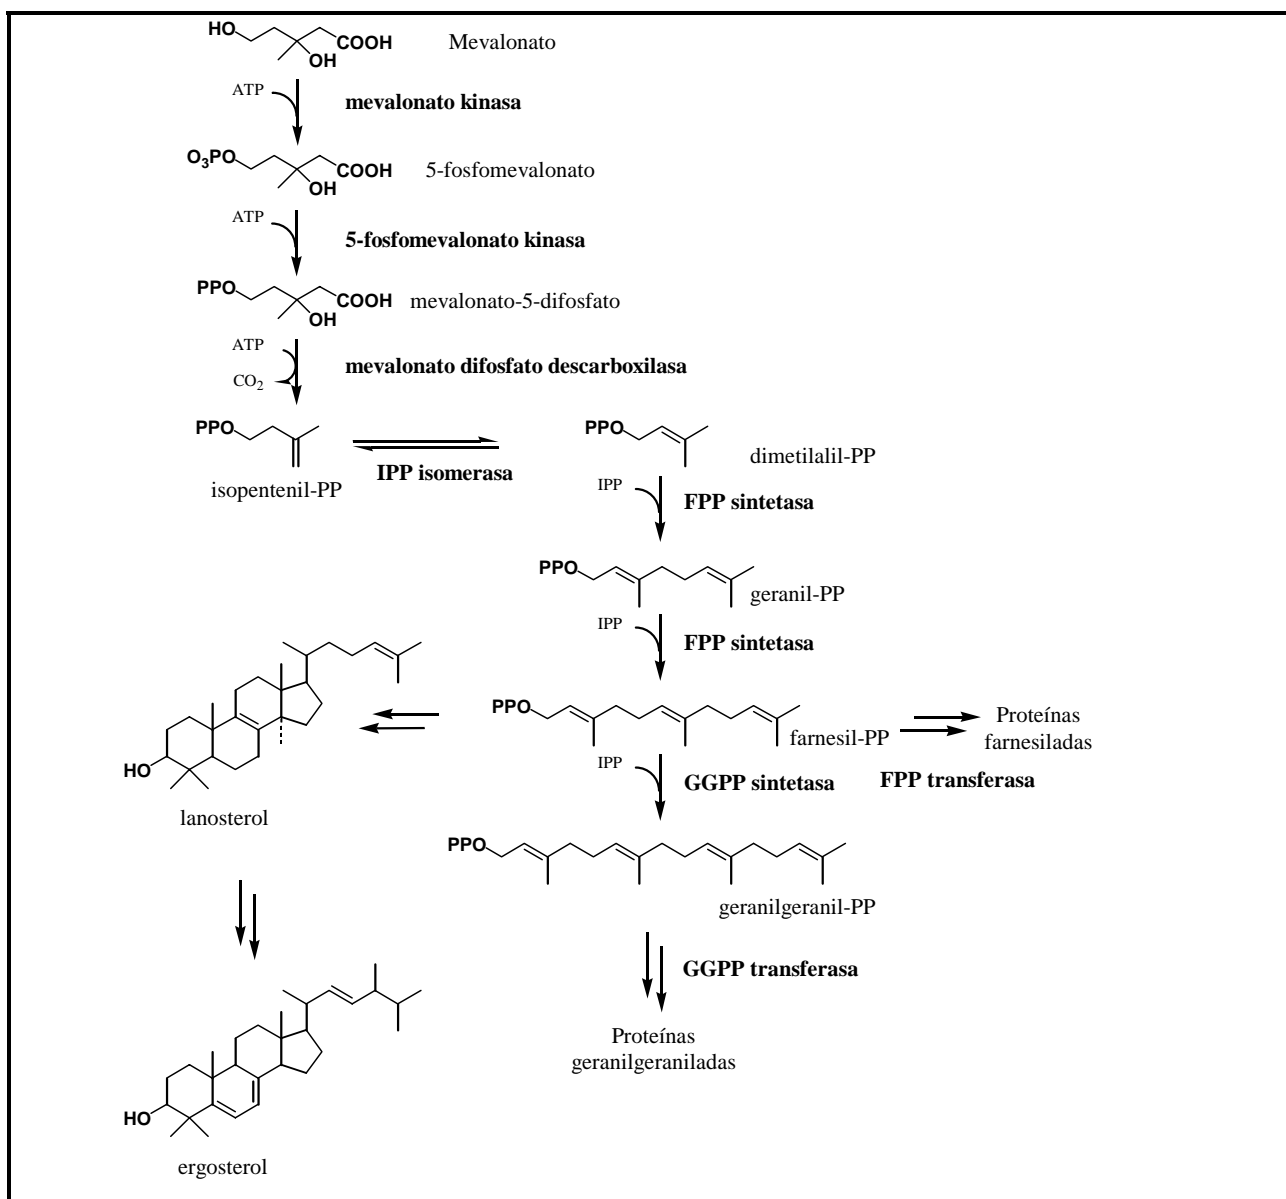 HO
COOH
OH
Mevalonato
ATP
mevalonato kinasa
O3PO
COOH
OH
5-fosfomevalonato
ATP
5-fosfomevalonato kinasa
PPO
COOH
OH
mevalonato-5-difosfato
ATP
CO2
mevalonato difosfato descarboxilasa
PPO
isopentenil-PP
IPP isomerasa
PPO
dimetilalil-PP
IPP
FPP sintetasa
PPO
geranil-PP
IPP
FPP sintetasa
PPO
farnesil-PP
Proteínas
farnesiladas
FPP transferasa
HO
lanosterol
IPP
GGPP sintetasa
PPO
geranilgeranil-PP
GGPP transferasa
Proteínas
geranilgeraniladas
HO
ergosterol